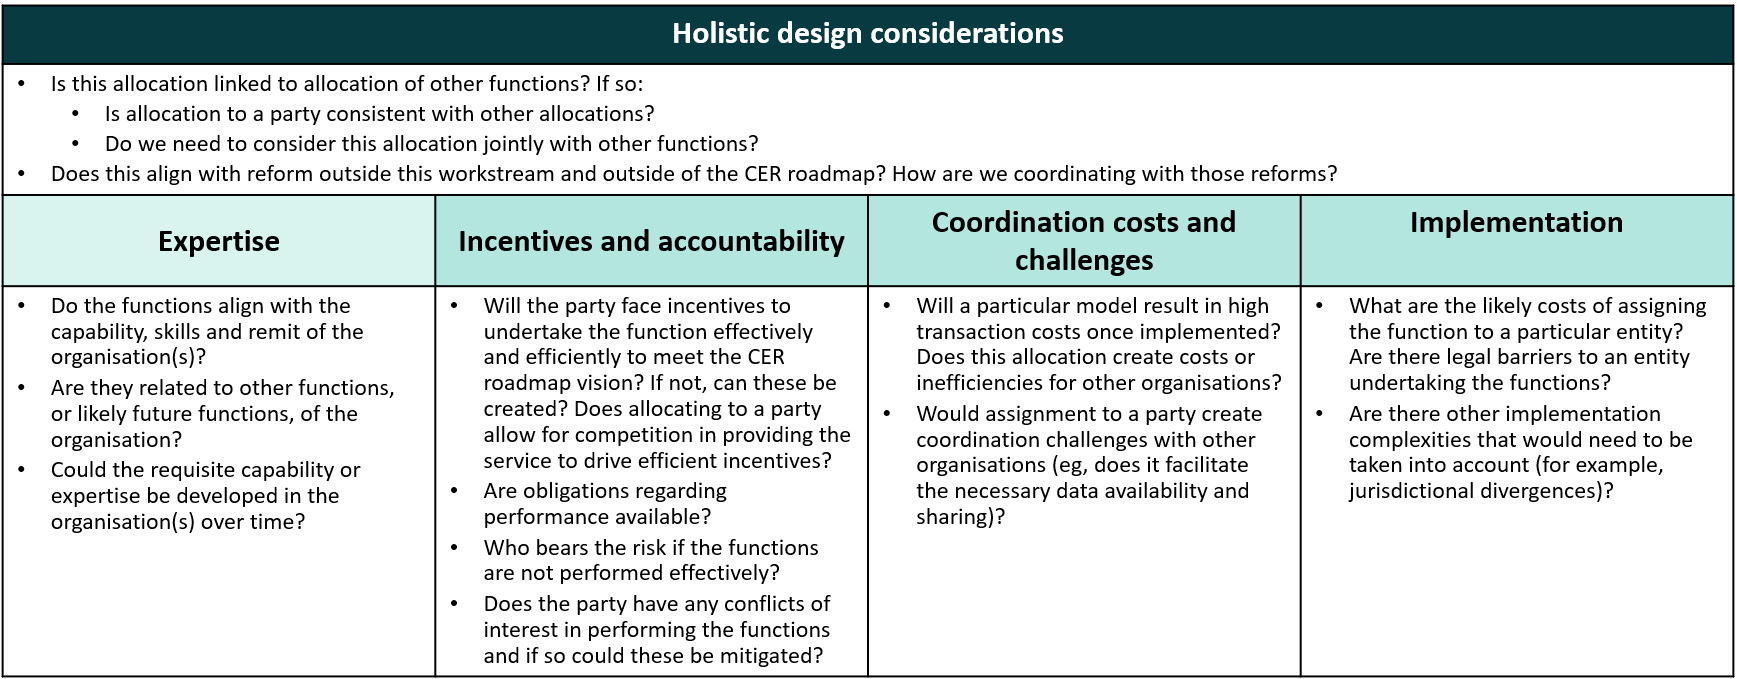 Holistic design considerations
• Is this allocation linked to allocation of other functions? If so:
• Is allocation to a party consistent with other allocations?
• Do we need to consider this allocation jointly with other functions?
• Does this align with reform outside this workstream and outside of the CER roadmap? How are we coordinating with those reforms?
Expertise
• Do the functions align with the
capability, skills and remit of the
organisation(s)?
• Are they related to other functions,
or likely future functions, of the
organisation?
• Could the requisite capability or
expertise be developed in the
organisation(s) over time?
Incentives and accountability
• Will the party face incentives to
undertake the function effectively
and efficiently to meet the CER
roadmap vision? If not, can these be
created? Does allocating to a party
allow for competition in providing the
service to drive efficient incentives?
• Are obligations regarding
performance available?
• Who bears the risk if the functions
are not performed effectively?
• Does the party have any conflicts of
interest in performing the functions
and if so could these be mitigated?
Coordination costs and
challenges
• Will a particular model result in high
transaction costs once implemented?
Does this allocation create costs or
inefficiencies for other organisations?
• Would assignment to a party create
coordination challenges with other
organisations (eg, does it facilitate
the necessary data availability and
sharing)?
Implementation
• What are the likely costs of assigning
the function to a particular entity?
Are there legal barriers to an entity
undertaking the functions?
• Are there other implementation
complexities that would need to be
taken into account (for example,
jurisdictional divergences)?